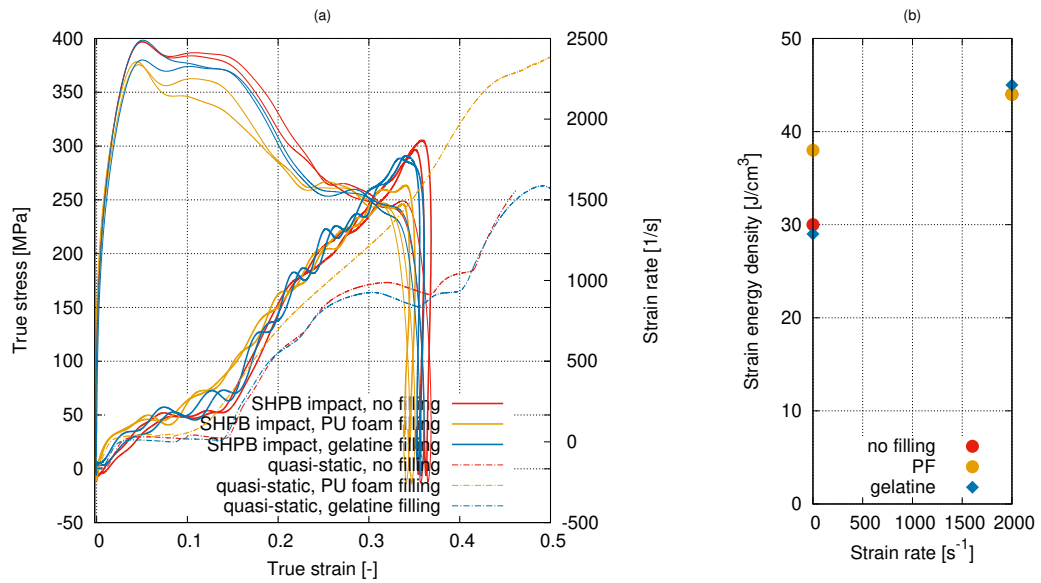 (a)
400
350
300
250
200
150
100
50
0
-50
True stress [MPa]
2500
2000
1500
1000
500
0
-500
Strain rate [1/s]
SHPB impact, no filling
SHPB impact, PU foam filling
SHPB impact, gelatine filling
quasi-static, no filling
quasi-static, PU foam filling
quasi-static, gelatine filling
0 0.1 0.2 0.3 0.4 0.5
True strain [-]
(b)
50
40
30
20
10
0
Strain energy density [J/cm³]
no filling
PF
gelatine
0 500 1000 1500 2000
Strain rate [s⁻¹]